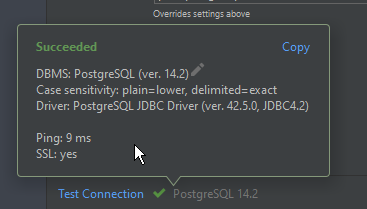 Overrides settings above
Succeeded
Copy
DBMS: PostgreSQL (ver. 14.2)
Case sensitivity: plain=lower, delimited=exact
Driver: PostgreSQL JDBC Driver (ver. 42.5.0, JDBC4.2)
Ping: 9 ms
SSL: yes
Test Connection
PostgreSQL 14.2